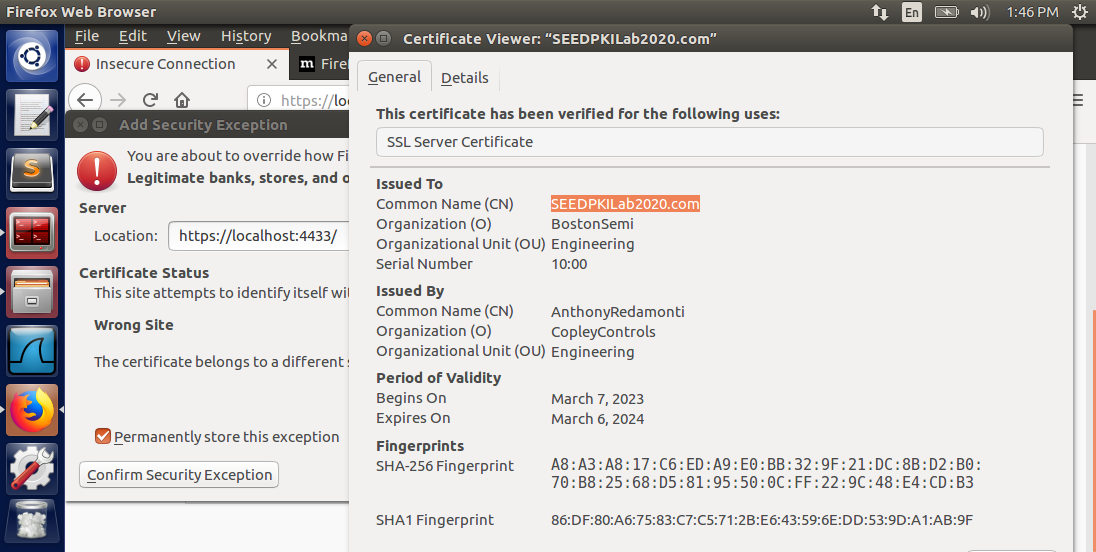 Firefox Web Browser
En
1:46 PM
File Edit View History Bookma
Insecure Connection
m Firef
https://lo
Add Security Exception
You are about to override how Fi
Legitimate banks, stores, and o
Server
Location: https://localhost:4433/
Certificate Status
This site attempts to identify itself wit
Wrong Site
The certificate belongs to a different s
Permanently store this exception
Confirm Security Exception
Certificate Viewer: “SEEDPKILab2020.com”
General Details
This certificate has been verified for the following uses:
SSL Server Certificate
Issued To
Common Name (CN) SEEDPKILab2020.com
Organization (O) BostonSemi
Organizational Unit (OU) Engineering
Serial Number 10:00
Issued By
Common Name (CN) AnthonyRedamonti
Organization (O) CopleyControls
Organizational Unit (OU) Engineering
Period of Validity
Begins On March 7, 2023
Expires On March 6, 2024
Fingerprints
SHA-256 Fingerprint A8:A3:A8:17:C6:ED:A9:E0:BB:32:9F:21:DC:8B:D2:B0:
70:B8:25:68:D5:81:95:50:0C:FF:22:9C:48:E4:CD:B3
SHA1 Fingerprint 86:DF:80:A6:75:83:C7:C5:71:2B:E6:43:59:6E:DD:53:9D:A1:AB:9F